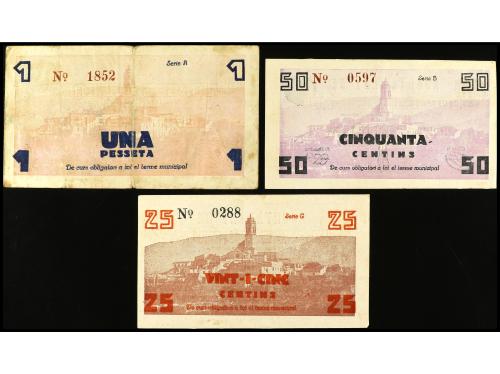 1 Nº 1852 Serie A 1
UNA
PESSETA
1 De curs obligatori a tot el terme municipal 1
50 Nº 0597 Serie B 50
CINQUANTA
CENTIMS
50 50
De curs obligatori a tot el terme municipal
25 Nº 0288 Serie G 25
VINT-I-CINC
CENTIMS
25 25
De curs obligatori a tot el terme municipal